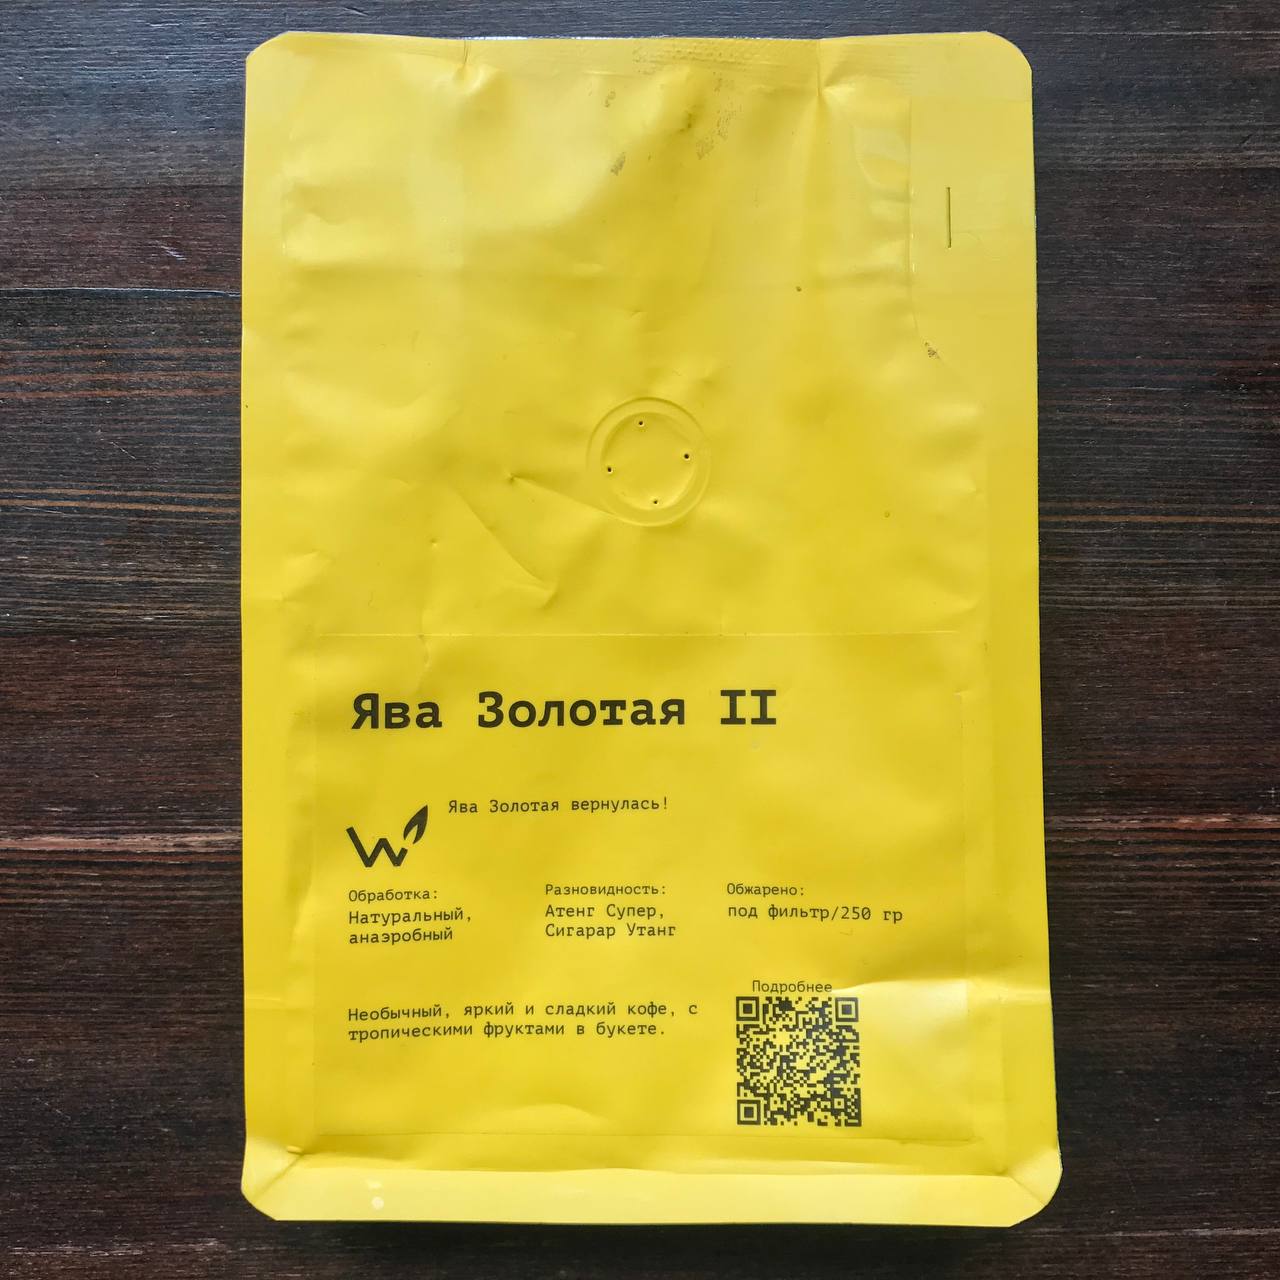 Ява Золотая II
Ява Золотая вернулась!
W
Обработка:
Натуральный,
анаэробный
Разновидность:
Атенг Супер,
Сигарар Утанг
Обжарено:
под фильтр/250 гр
Необычный, яркий и сладкий кофе, с
тропическими фруктами в букете.
Подробнее